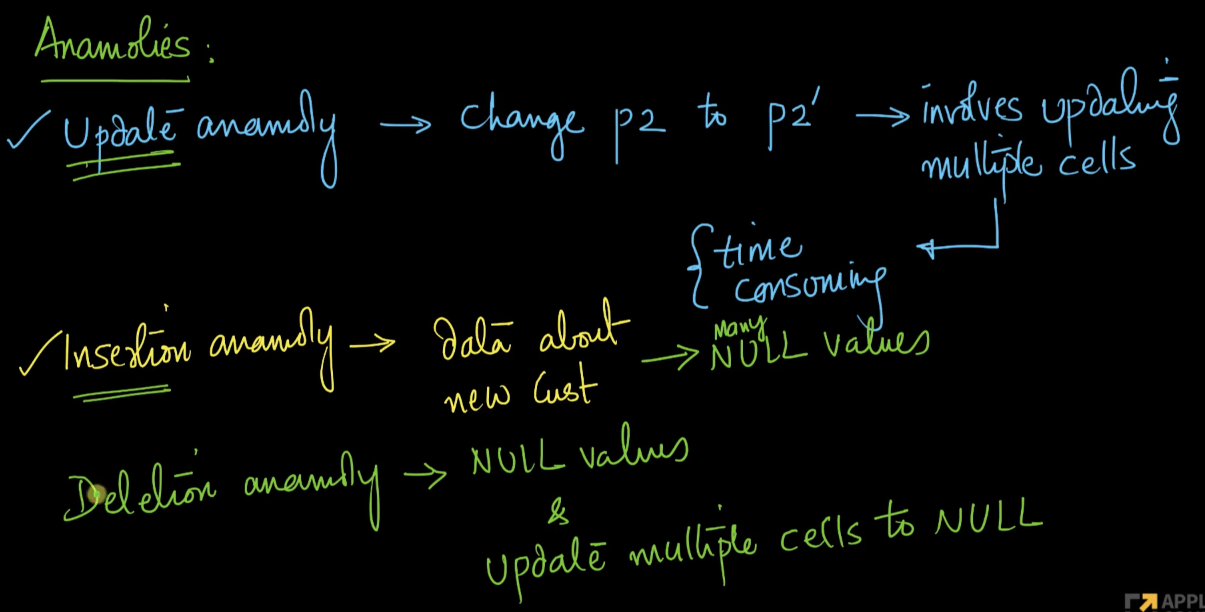 Anamolies:
✓ Update anamoly → change p2 to p2' → involves updating
multiple cells
{ time
consoming
✓ Insertion anamoly → data about → many NULL values
new Cust
Deletion anamoly → NULL values
&
update multiple cells to NULL
APPL